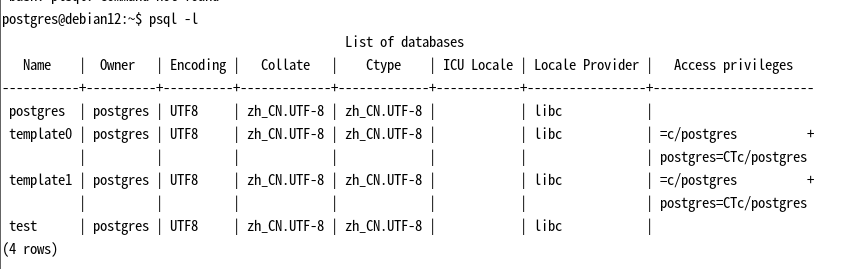 postgres@debian12:~$ psql -l
                                                 List of databases
   Name    |  Owner   | Encoding |   Collate   |    Ctype    | ICU Locale | Locale Provider |   Access privileges
-----------+----------+----------+-------------+-------------+------------+-----------------+-----------------------
 postgres  | postgres | UTF8     | zh_CN.UTF-8 | zh_CN.UTF-8 |            | libc            |
 template0 | postgres | UTF8     | zh_CN.UTF-8 | zh_CN.UTF-8 |            | libc            | =c/postgres          +
           |          |          |             |             |            |                 | postgres=CTc/postgres
 template1 | postgres | UTF8     | zh_CN.UTF-8 | zh_CN.UTF-8 |            | libc            | =c/postgres          +
           |          |          |             |             |            |                 | postgres=CTc/postgres
 test      | postgres | UTF8     | zh_CN.UTF-8 | zh_CN.UTF-8 |            | libc            |
(4 rows)